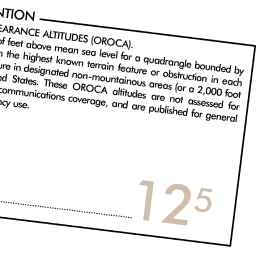 NTION
EARANCE ALTITUDES (OROCA).
of feet above mean sea level for a quadrangle bounded by
the highest known terrain feature or obstruction in each
ure in designated non-mountainous areas (or a 2,000 foot
ed States. These OROCA altitudes are not assessed for
communications coverage, and are published for general
cy use.
12 5